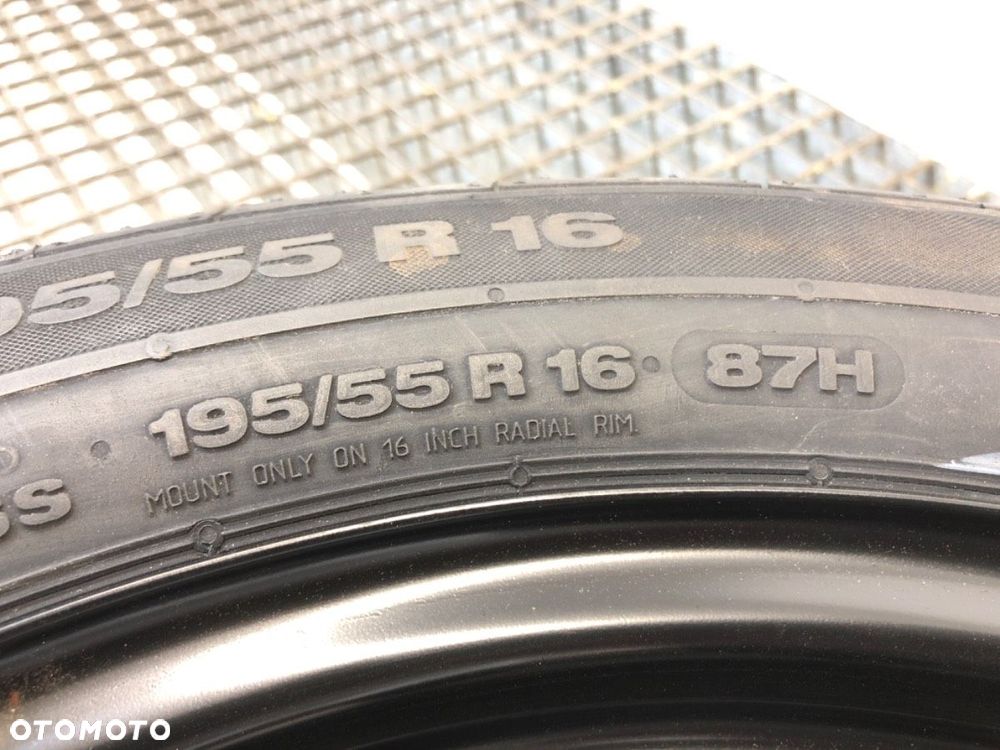 95/55 R 16
195/55 R 16 87H
MOUNT ONLY ON 16 INCH RADIAL RIM.
OTOMOTO